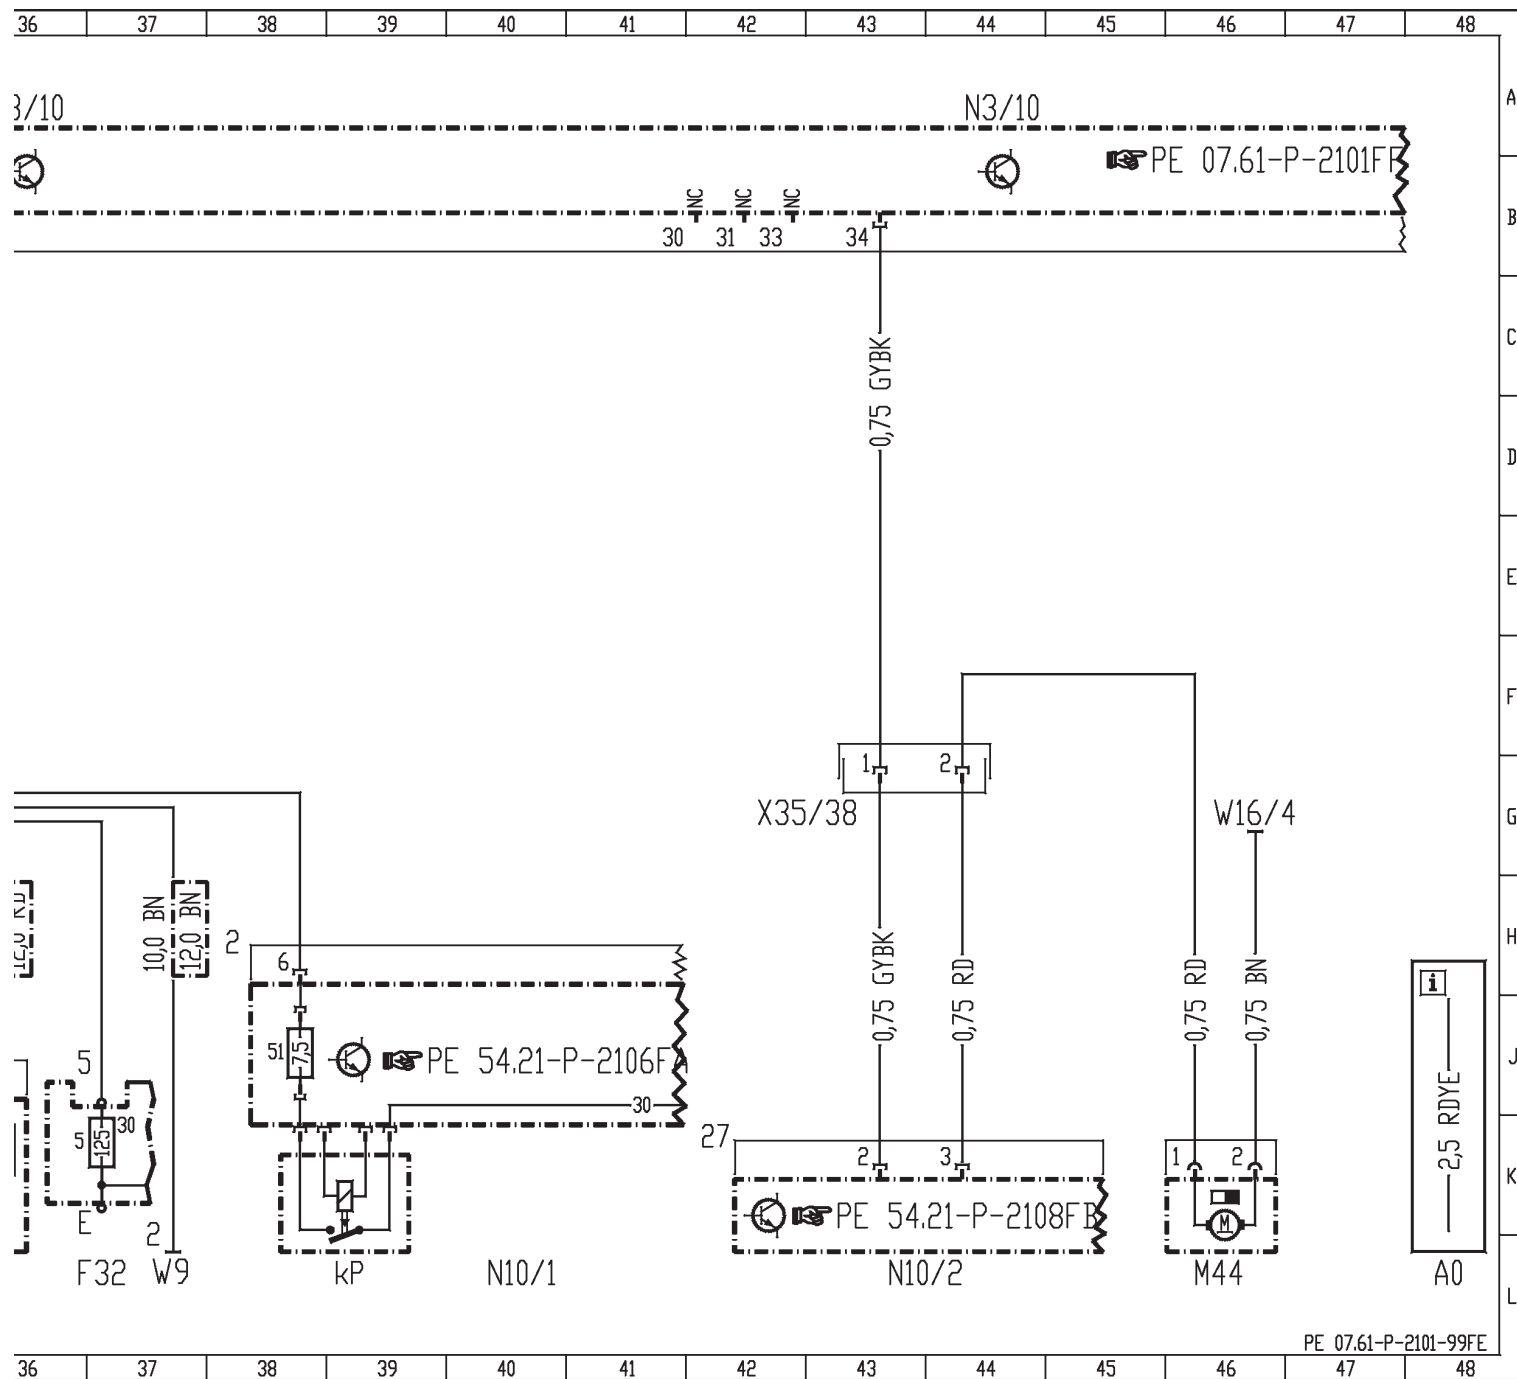 36 37 38 39 40 41 42 43 44 45 46 47 48
A
3/10 N3/10
PE 07.61-P-2101FF
NC NC NC
B
30 31 33 34
C
0,75 GYBK
D
E
F
1 2
X35/38 W16/4
G
12,0 RD 10,0 BN 12,0 BN
2
H
6
0,75 GYBK 0,75 RD 0,75 RD 0,75 BN
i
5 51 7,5 PE 54.21-P-2106FA
J
30
2,5 RDYE
5 125 30
27 2 3 1 2
K
E
PE 54.21-P-2108FB
M
2
F32 W9 kP N10/1 N10/2 M44 A0
L
PE 07.61-P-2101-99FE
36 37 38 39 40 41 42 43 44 45 46 47 48